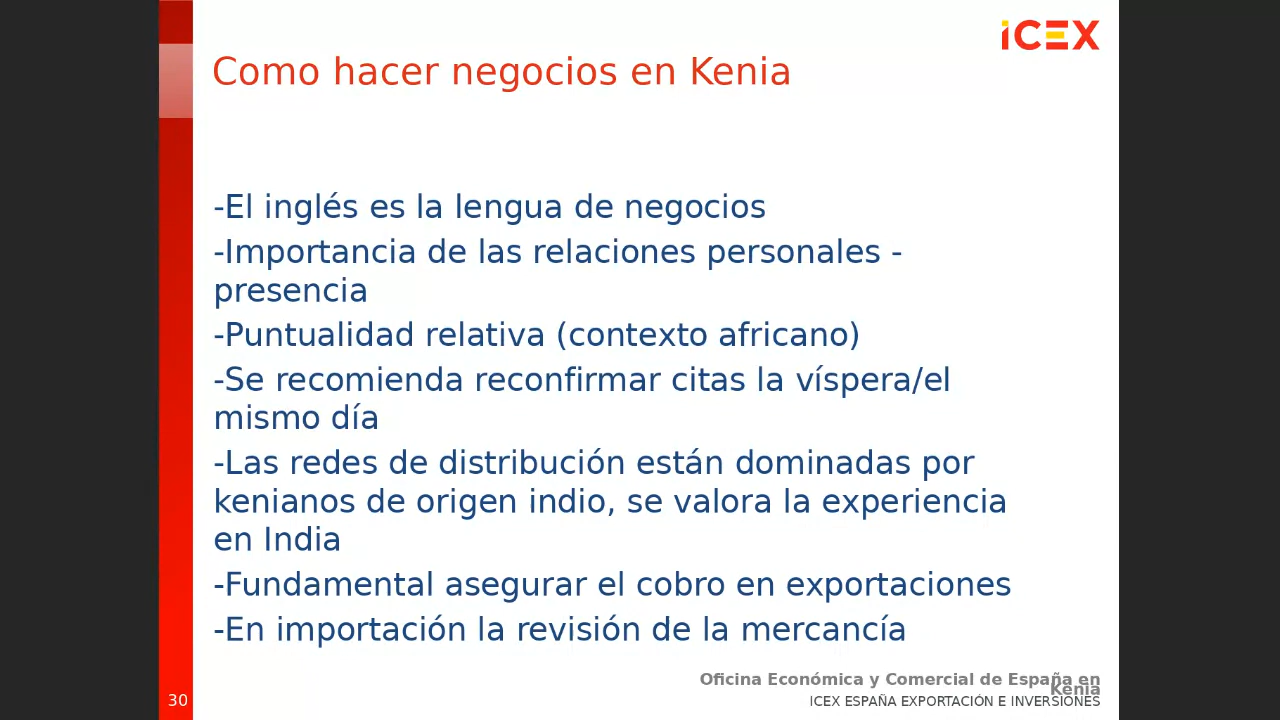 iCEX
Como hacer negocios en Kenia
-El inglés es la lengua de negocios
-Importancia de las relaciones personales -
presencia
-Puntualidad relativa (contexto africano)
-Se recomienda reconfirmar citas la víspera/el
mismo día
-Las redes de distribución están dominadas por
kenianos de origen indio, se valora la experiencia
en India
-Fundamental asegurar el cobro en exportaciones
-En importación la revisión de la mercancía
Oficina Económica y Comercial de España en
Kenia
ICEX ESPAÑA EXPORTACIÓN E INVERSIONES
30